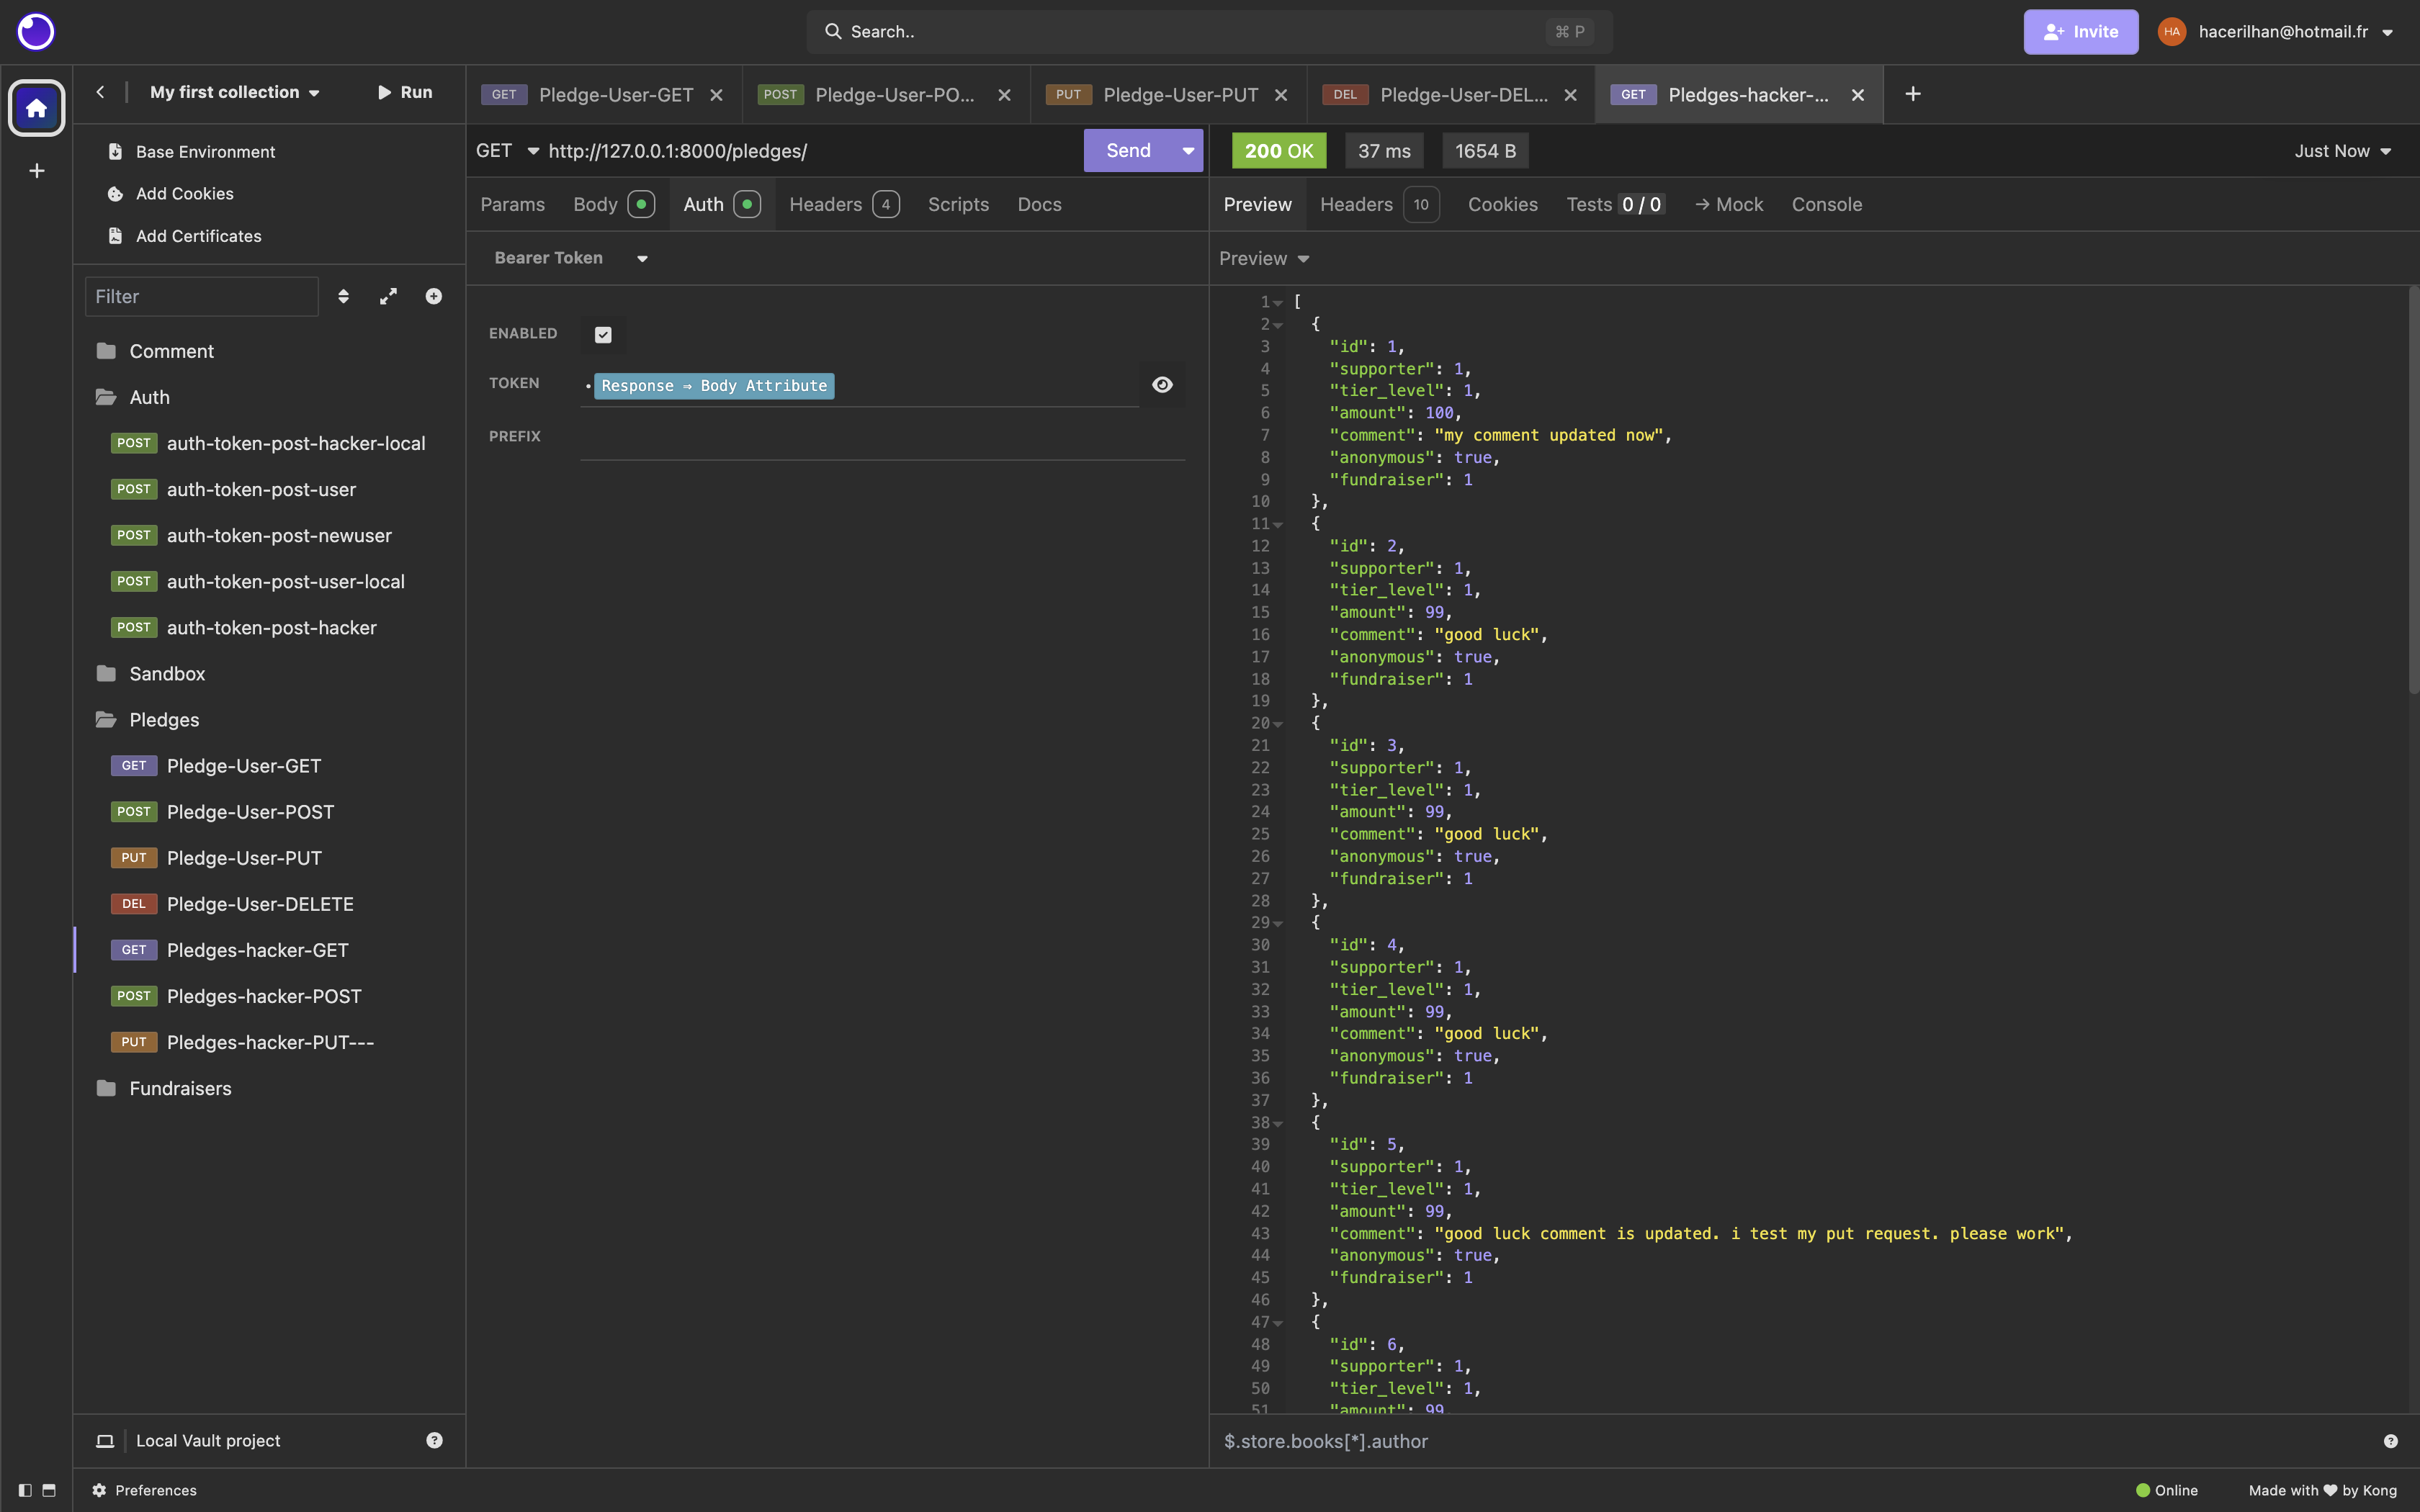 Search..
⌘ P
Invite
HA
hacerilhan@hotmail.fr
My first collection
Run
GET Pledge-User-GET
POST Pledge-User-PO...
PUT Pledge-User-PUT
DEL Pledge-User-DEL...
GET Pledges-hacker-...
Base Environment
Add Cookies
Add Certificates
Filter
Comment
Auth
POST auth-token-post-hacker-local
POST auth-token-post-user
POST auth-token-post-newuser
POST auth-token-post-user-local
POST auth-token-post-hacker
Sandbox
Pledges
GET Pledge-User-GET
POST Pledge-User-POST
PUT Pledge-User-PUT
DEL Pledge-User-DELETE
GET Pledges-hacker-GET
POST Pledges-hacker-POST
PUT Pledges-hacker-PUT---
Fundraisers
Local Vault project
GET http://127.0.0.1:8000/pledges/
Send
Params Body Auth Headers 4 Scripts Docs
Bearer Token
ENABLED
TOKEN Response ⇒ Body Attribute
PREFIX
200 OK 37 ms 1654 B Just Now
Preview Headers 10 Cookies Tests 0 / 0 → Mock Console
Preview
1 [
2 {
3 "id": 1,
4 "supporter": 1,
5 "tier_level": 1,
6 "amount": 100,
7 "comment": "my comment updated now",
8 "anonymous": true,
9 "fundraiser": 1
10 },
11 {
12 "id": 2,
13 "supporter": 1,
14 "tier_level": 1,
15 "amount": 99,
16 "comment": "good luck",
17 "anonymous": true,
18 "fundraiser": 1
19 },
20 {
21 "id": 3,
22 "supporter": 1,
23 "tier_level": 1,
24 "amount": 99,
25 "comment": "good luck",
26 "anonymous": true,
27 "fundraiser": 1
28 },
29 {
30 "id": 4,
31 "supporter": 1,
32 "tier_level": 1,
33 "amount": 99,
34 "comment": "good luck",
35 "anonymous": true,
36 "fundraiser": 1
37 },
38 {
39 "id": 5,
40 "supporter": 1,
41 "tier_level": 1,
42 "amount": 99,
43 "comment": "good luck comment is updated. i test my put request. please work",
44 "anonymous": true,
45 "fundraiser": 1
46 },
47 {
48 "id": 6,
49 "supporter": 1,
50 "tier_level": 1,
51 "amount": 99
$.store.books[*].author
Preferences
Online
Made with ♥ by Kong